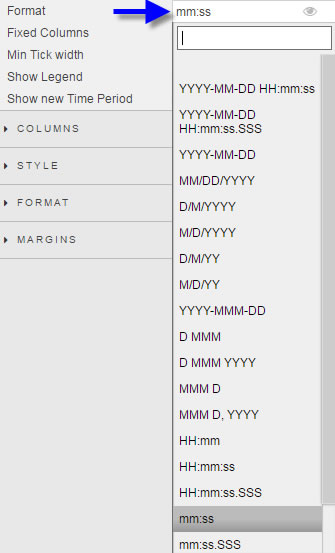 Format
mm:ss
Fixed Columns
Min Tick width
Show Legend
Show new Time Period
COLUMNS
STYLE
FORMAT
MARGINS
YYYY-MM-DD HH:mm:ss
YYYY-MM-DD
HH:mm:ss.SSS
YYYY-MM-DD
MM/DD/YYYY
D/M/YYYY
M/D/YYYY
D/M/YY
M/D/YY
YYYY-MMM-DD
D MMM
D MMM YYYY
MMM D
MMM D, YYYY
HH:mm
HH:mm:ss
HH:mm:ss.SSS
mm:ss
mm:ss.SSS